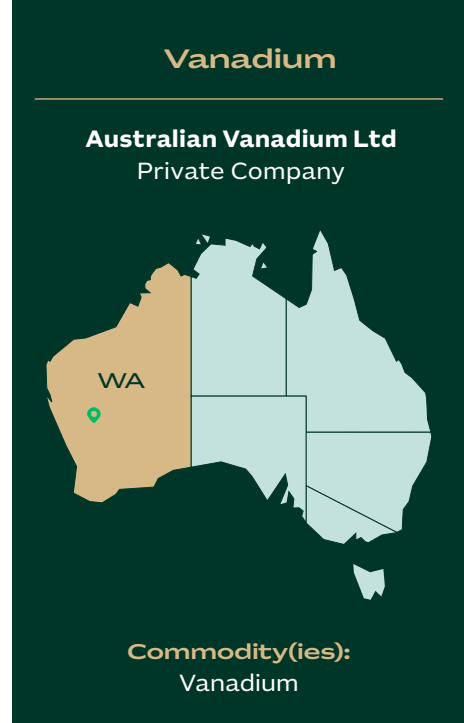 Vanadium
Australian Vanadium Ltd
Private Company
WA
Commodity(ies):
Vanadium